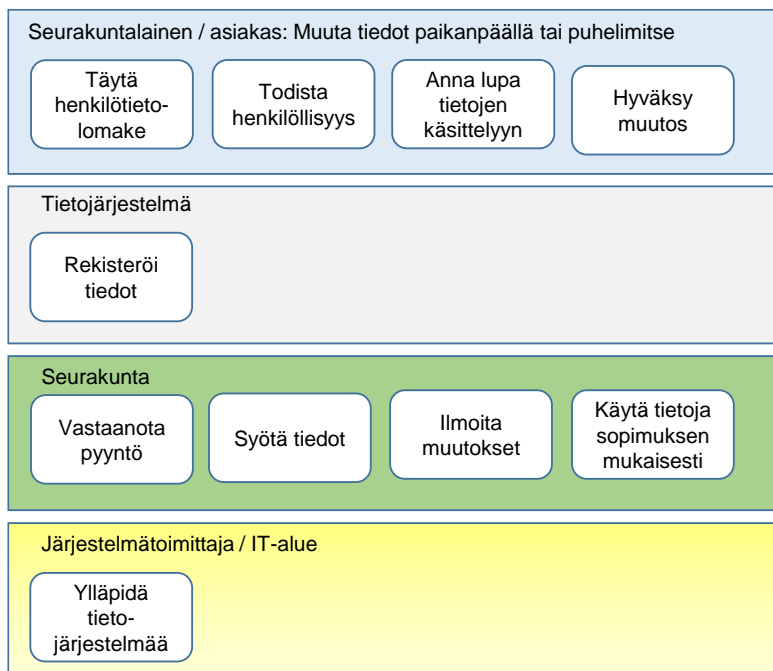 Seurakuntalainen / asiakas: Muuta tiedot paikanpäällä tai puhelimitse
Täytä
henkilötieto-
lomake
Todista
henkilöllisyys
Anna lupa
tietojen
käsittelyyn
Hyväksy
muutos
Tietojärjestelmä
Rekisteröi
tiedot
Seurakunta
Vastaanota
pyyntö
Syötä tiedot
Ilmoita
muutokset
Käytä tietoja
sopimuksen
mukaisesti
Järjestelmätoimittaja / IT-alue
Ylläpidä
tieto-
järjestelmää